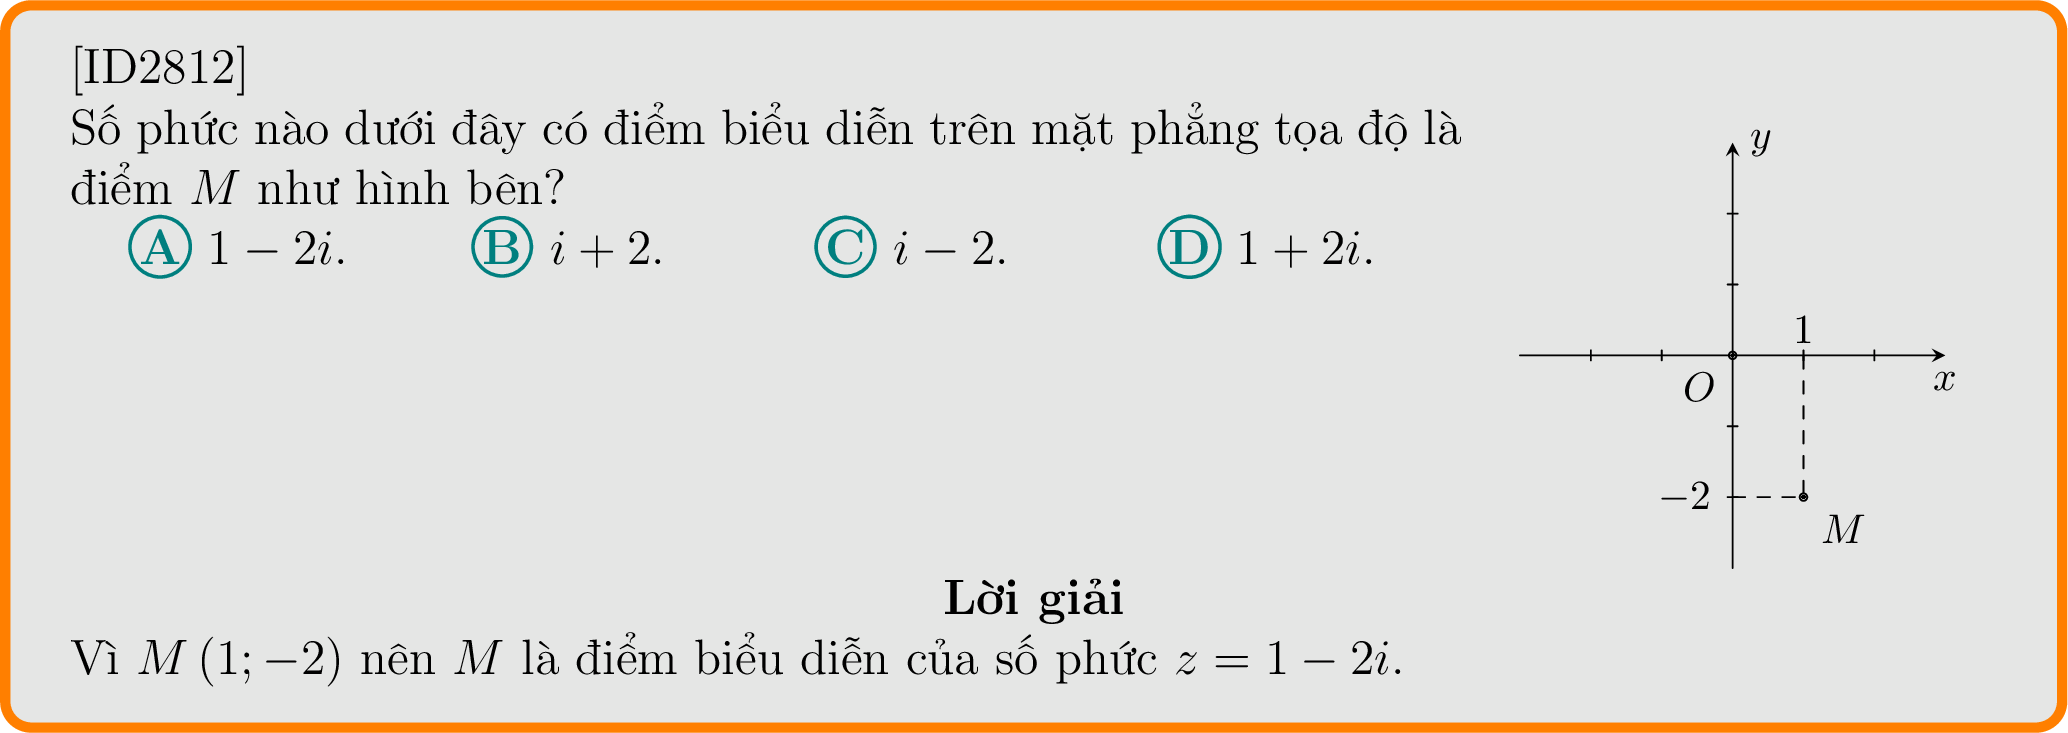 [ID2812]
Số phức nào dưới đây có điểm biểu diễn trên mặt phẳng tọa độ là
điểm M như hình bên?
A 1 − 2i. B i + 2. C i − 2. D 1 + 2i.
y
1
O
x
−2
M
Lời giải
Vì M (1; −2) nên M là điểm biểu diễn của số phức z = 1 − 2i.